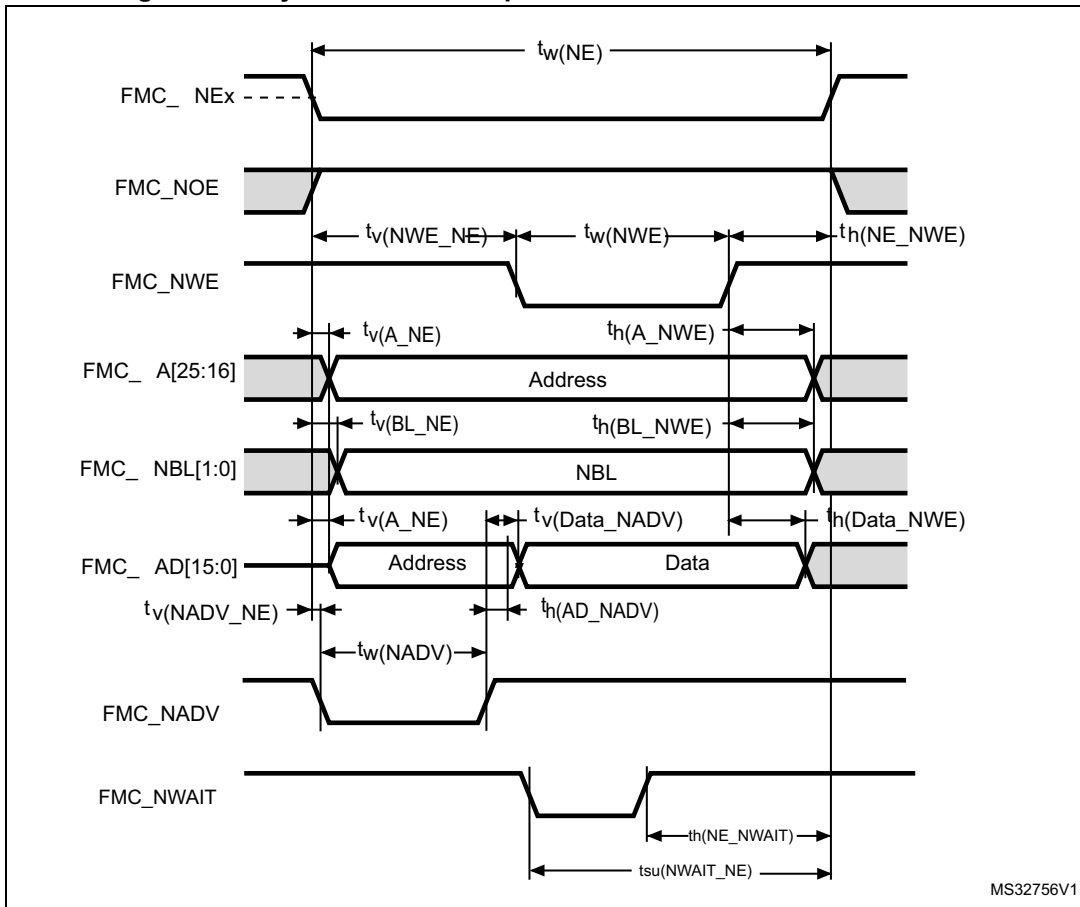 tw(NE)
FMC_ NEx
FMC_NOE
tv(NWE_NE)
tw(NWE)
th(NE_NWE)
FMC_NWE
tv(A_NE)
th(A_NWE)
FMC_ A[25:16]
Address
tv(BL_NE)
th(BL_NWE)
FMC_ NBL[1:0]
NBL
tv(A_NE)
tv(Data_NADV)
th(Data_NWE)
FMC_ AD[15:0]
Address
Data
tv(NADV_NE)
th(AD_NADV)
tw(NADV)
FMC_NADV
FMC_NWAIT
th(NE_NWAIT)
tsu(NWAIT_NE)
MS32756V1